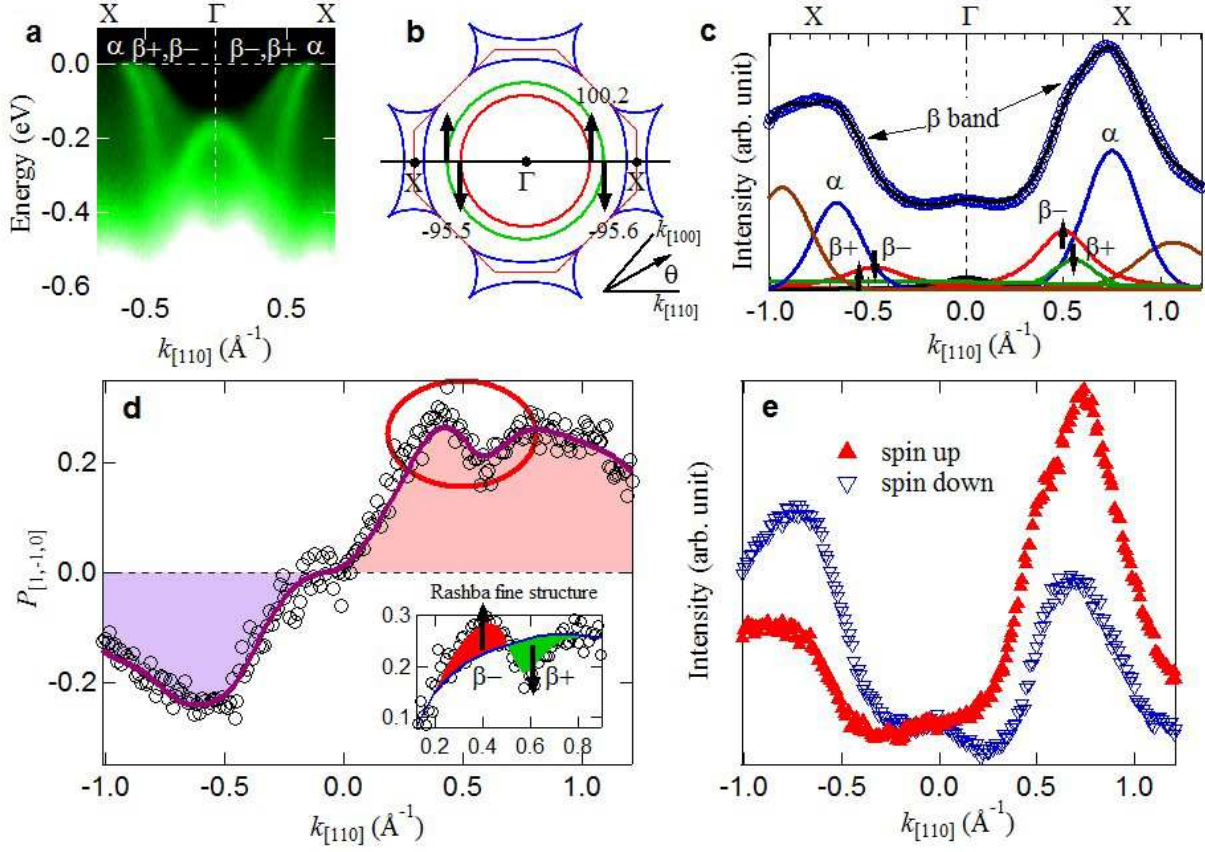 X Γ X
a
α β+,β− β−,β+ α
0.0
-0.2
-0.4
-0.6
Energy (eV)
-0.5 0.5
k[110] (Å⁻¹)
b
100.2
X Γ X
-95.5 -95.6
k[100]
θ
k[110]
X Γ X
c
β band
α α
β+ β− β− β+
Intensity (arb. unit)
-1.0 -0.5 0.0 0.5 1.0
k[110] (Å⁻¹)
d
0.2
0.0
-0.2
P[1,-1,0]
Rashba fine structure
0.3
0.2
0.1
β− β+
0.2 0.4 0.6 0.8
-1.0 -0.5 0.0 0.5 1.0
k[110] (Å⁻¹)
e
spin up
spin down
Intensity (arb. unit)
-1.0 -0.5 0.0 0.5 1.0
k[110] (Å⁻¹)